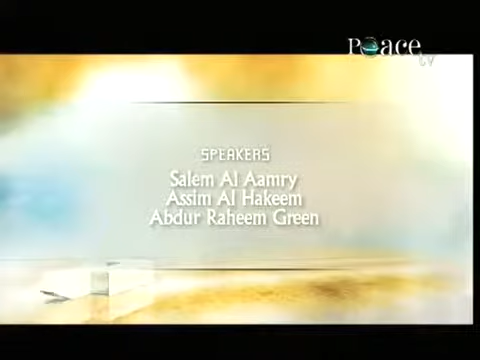 peace
tv
SPEAKERS
Salem Al Aamry
Assim Al Hakeem
Abdur Raheem Green